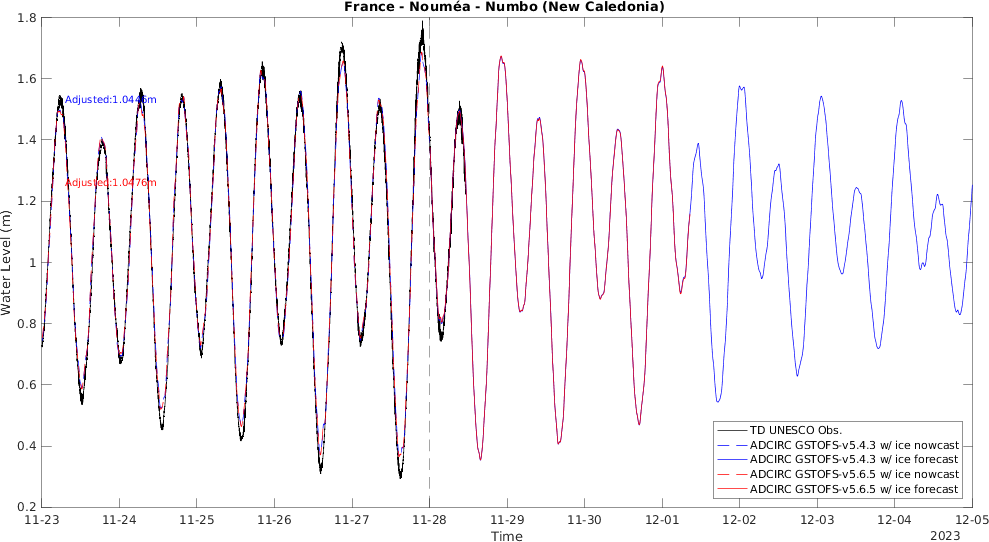 France - Nouméa - Numbo (New Caledonia)
1.8
1.6
Adjusted:1.0446m
1.4
Adjusted:1.0476m
1.2
1
0.8
0.6
0.4
0.2
Water Level (m)
TD UNESCO Obs.
ADCIRC GSTOFS-v5.4.3 w/ ice nowcast
ADCIRC GSTOFS-v5.4.3 w/ ice forecast
ADCIRC GSTOFS-v5.6.5 w/ ice nowcast
ADCIRC GSTOFS-v5.6.5 w/ ice forecast
11-23 11-24 11-25 11-26 11-27 11-28 11-29 11-30 12-01 12-02 12-03 12-04 12-05
Time
2023